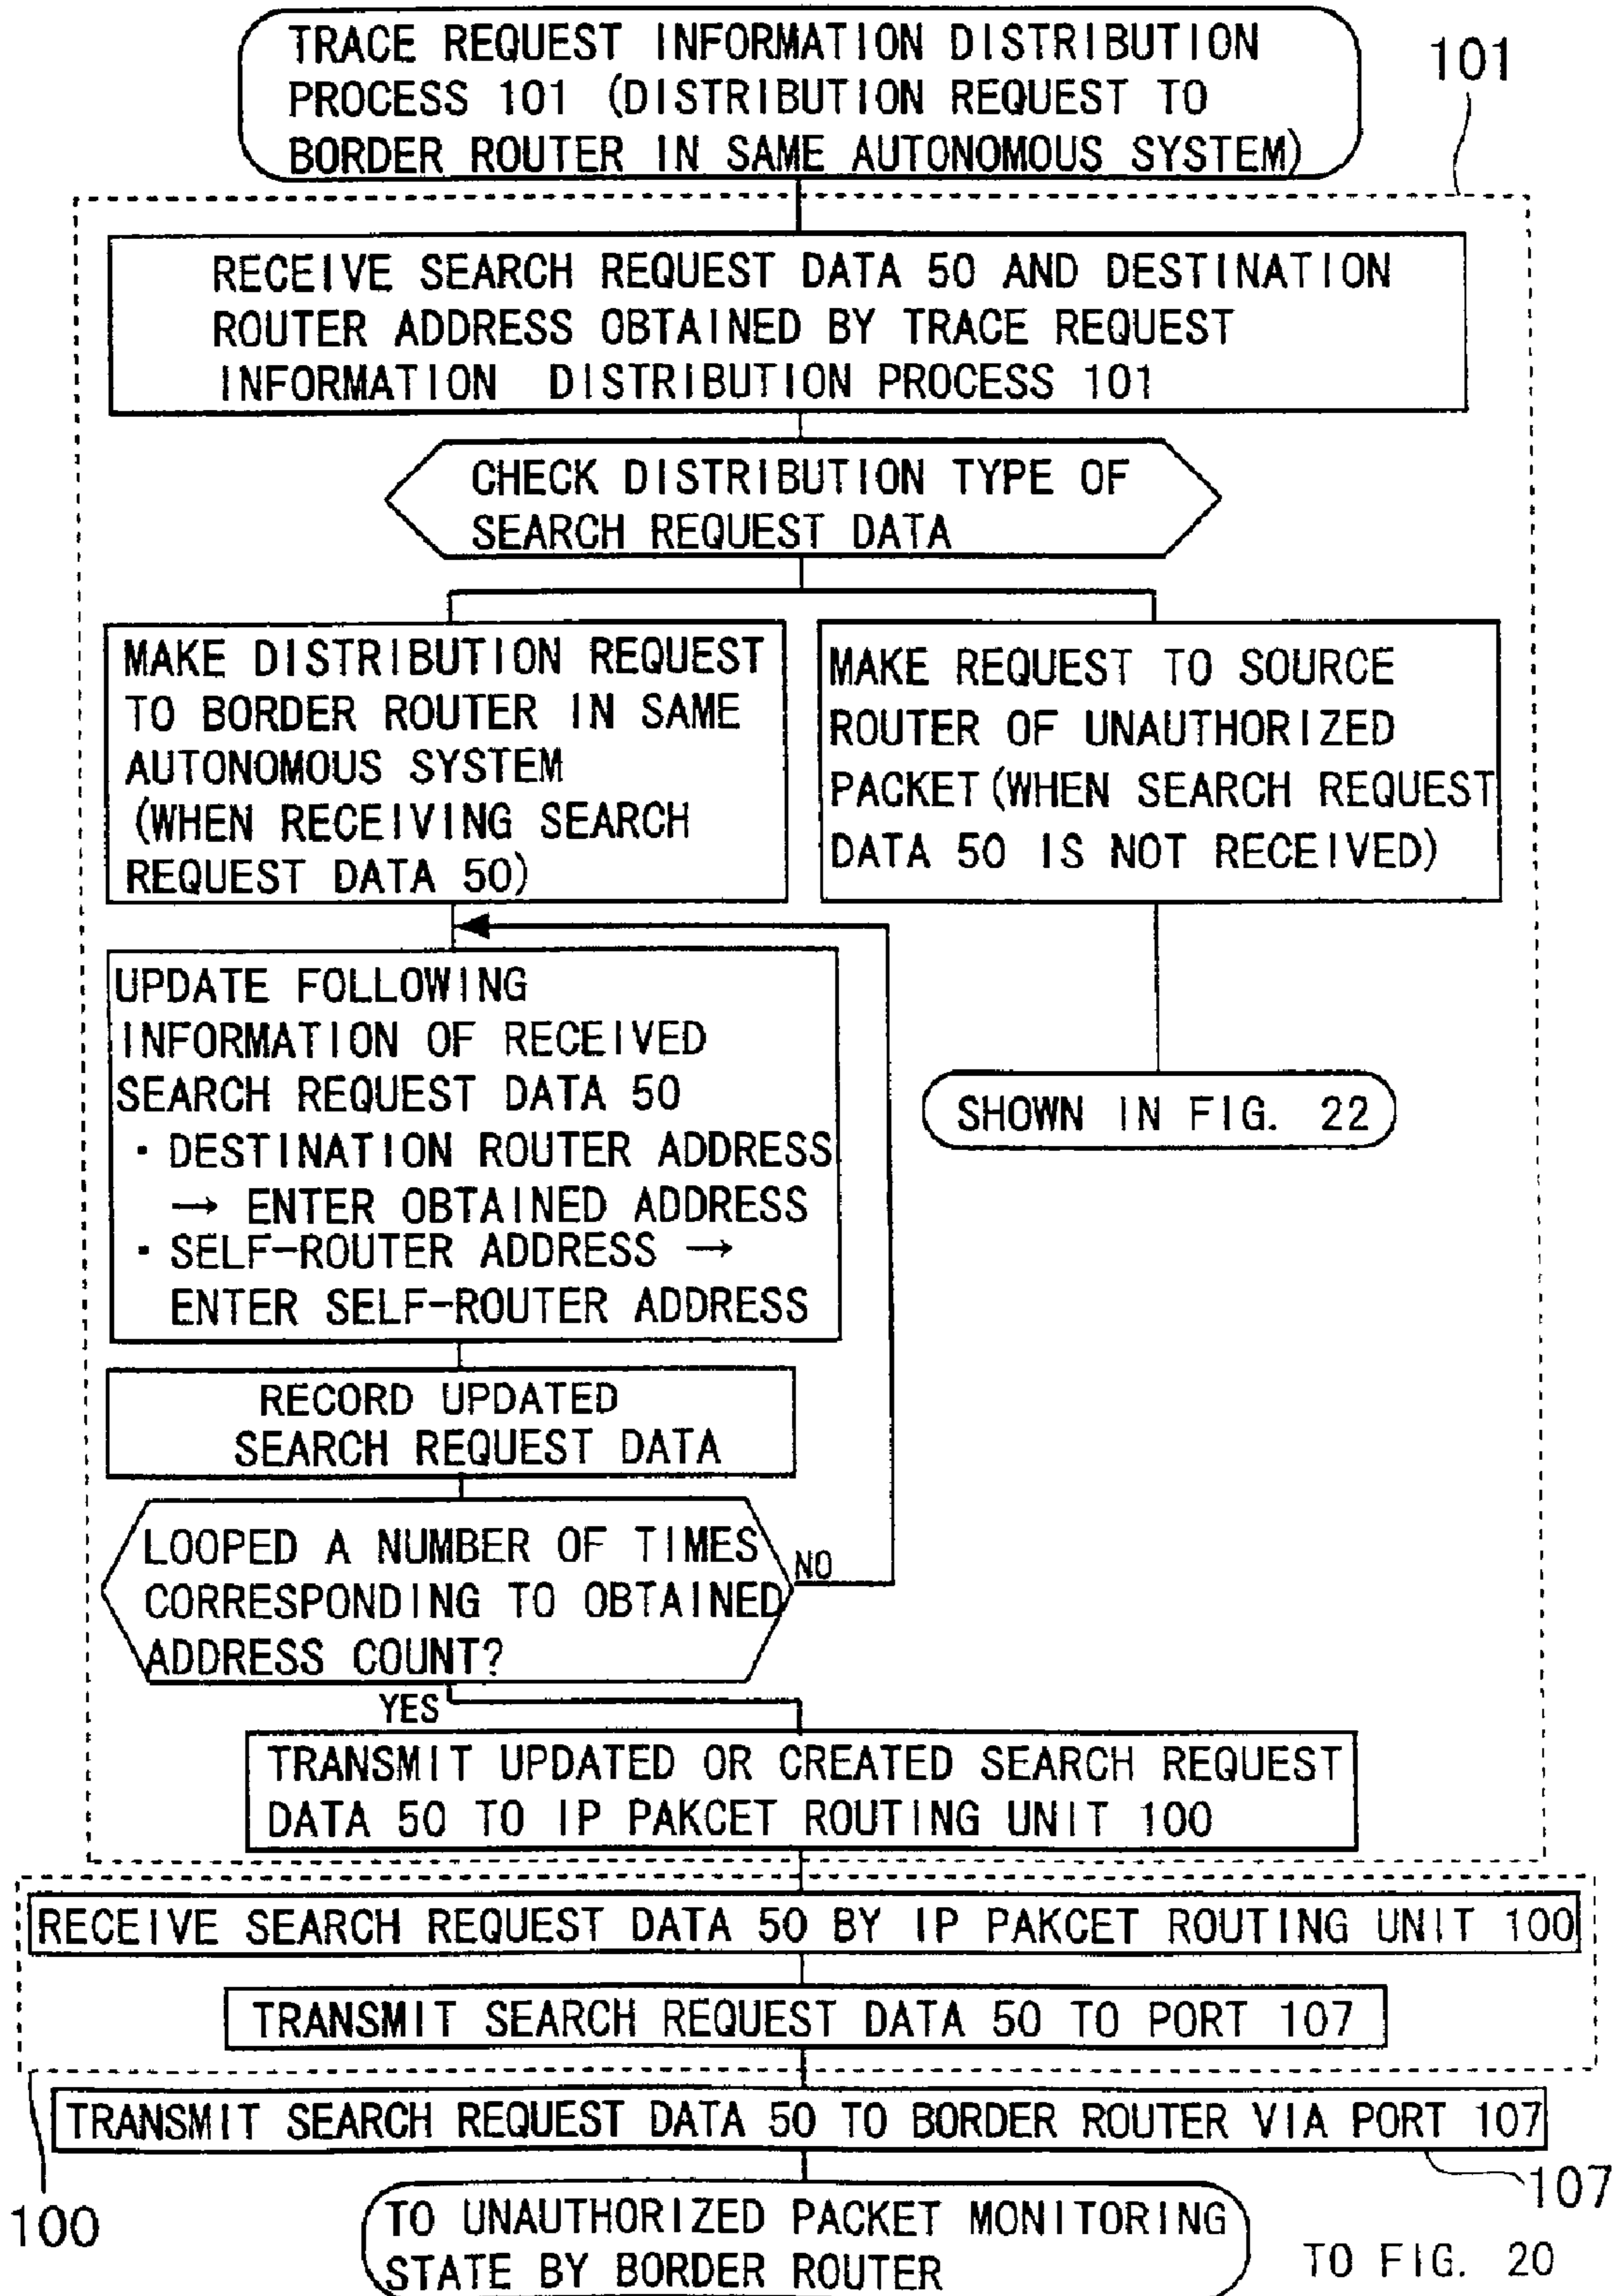 TRACE REQUEST INFORMATION DISTRIBUTION
PROCESS 101 (DISTRIBUTION REQUEST TO
BORDER ROUTER IN SAME AUTONOMOUS SYSTEM)
101
RECEIVE SEARCH REQUEST DATA 50 AND DESTINATION
ROUTER ADDRESS OBTAINED BY TRACE REQUEST
INFORMATION DISTRIBUTION PROCESS 101
CHECK DISTRIBUTION TYPE OF
SEARCH REQUEST DATA
MAKE DISTRIBUTION REQUEST
TO BORDER ROUTER IN SAME
AUTONOMOUS SYSTEM
(WHEN RECEIVING SEARCH
REQUEST DATA 50)
MAKE REQUEST TO SOURCE
ROUTER OF UNAUTHORIZED
PACKET (WHEN SEARCH REQUEST
DATA 50 IS NOT RECEIVED)
UPDATE FOLLOWING
INFORMATION OF RECEIVED
SEARCH REQUEST DATA 50
· DESTINATION ROUTER ADDRESS
→ ENTER OBTAINED ADDRESS
· SELF-ROUTER ADDRESS →
ENTER SELF-ROUTER ADDRESS
SHOWN IN FIG. 22
RECORD UPDATED
SEARCH REQUEST DATA
LOOPED A NUMBER OF TIMES
CORRESPONDING TO OBTAINED
ADDRESS COUNT?
NO
YES
TRANSMIT UPDATED OR CREATED SEARCH REQUEST
DATA 50 TO IP PAKCET ROUTING UNIT 100
RECEIVE SEARCH REQUEST DATA 50 BY IP PAKCET ROUTING UNIT 100
TRANSMIT SEARCH REQUEST DATA 50 TO PORT 107
TRANSMIT SEARCH REQUEST DATA 50 TO BORDER ROUTER VIA PORT 107
100
107
TO UNAUTHORIZED PACKET MONITORING
STATE BY BORDER ROUTER
TO FIG. 20